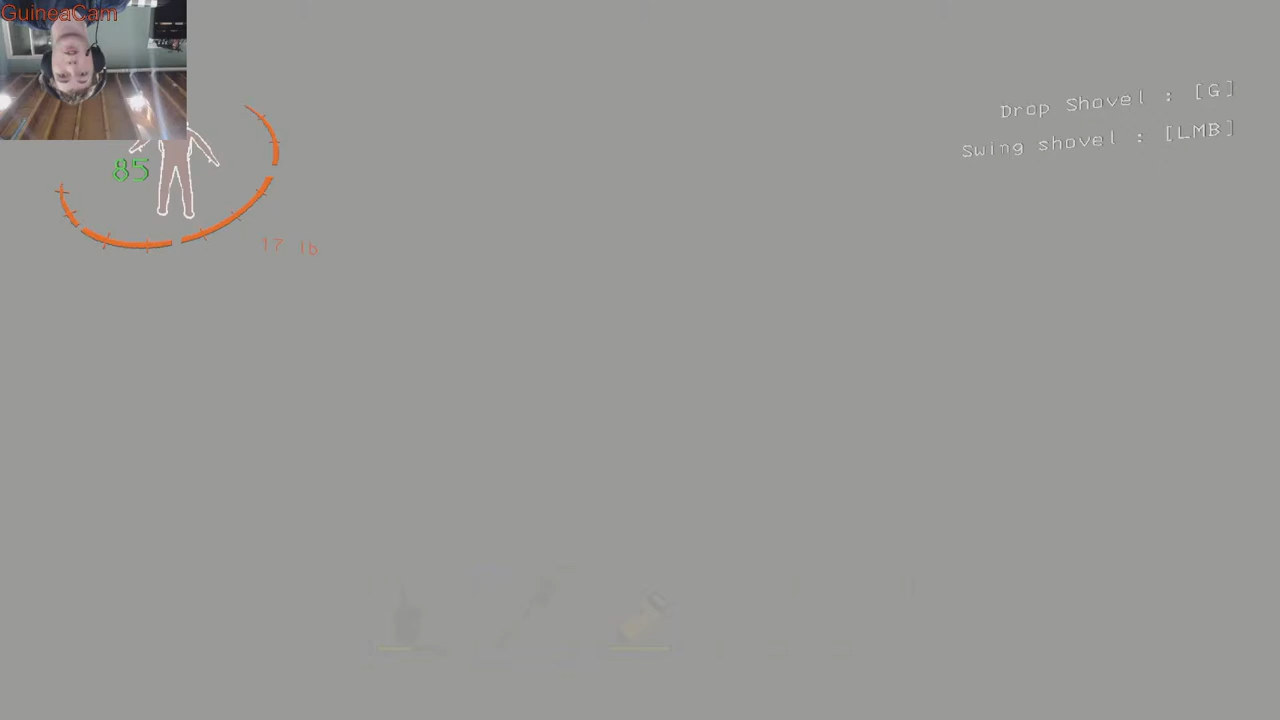 GuineaCam
Drop Shovel : [G]
Swing shovel : [LMB]
85
17 lb